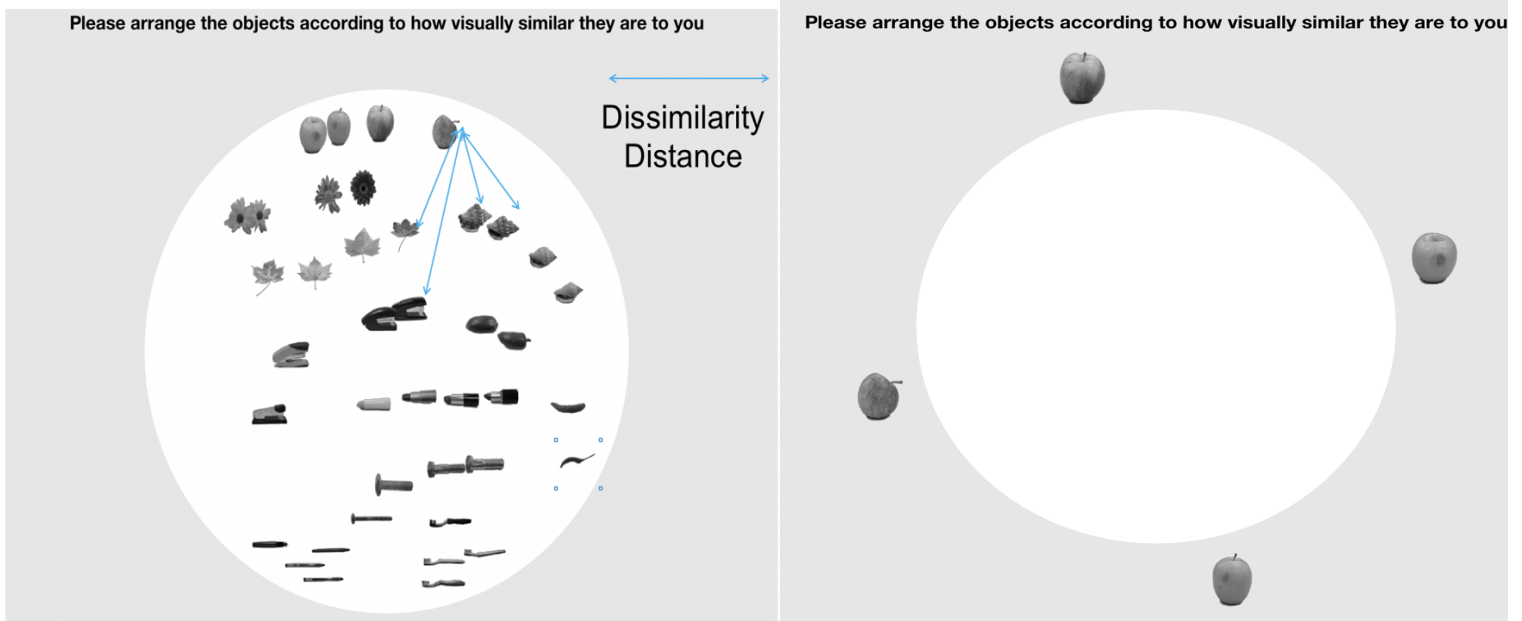 Please arrange the objects according to how visually similar they are to you
Dissimilarity
Distance
Please arrange the objects according to how visually similar they are to you